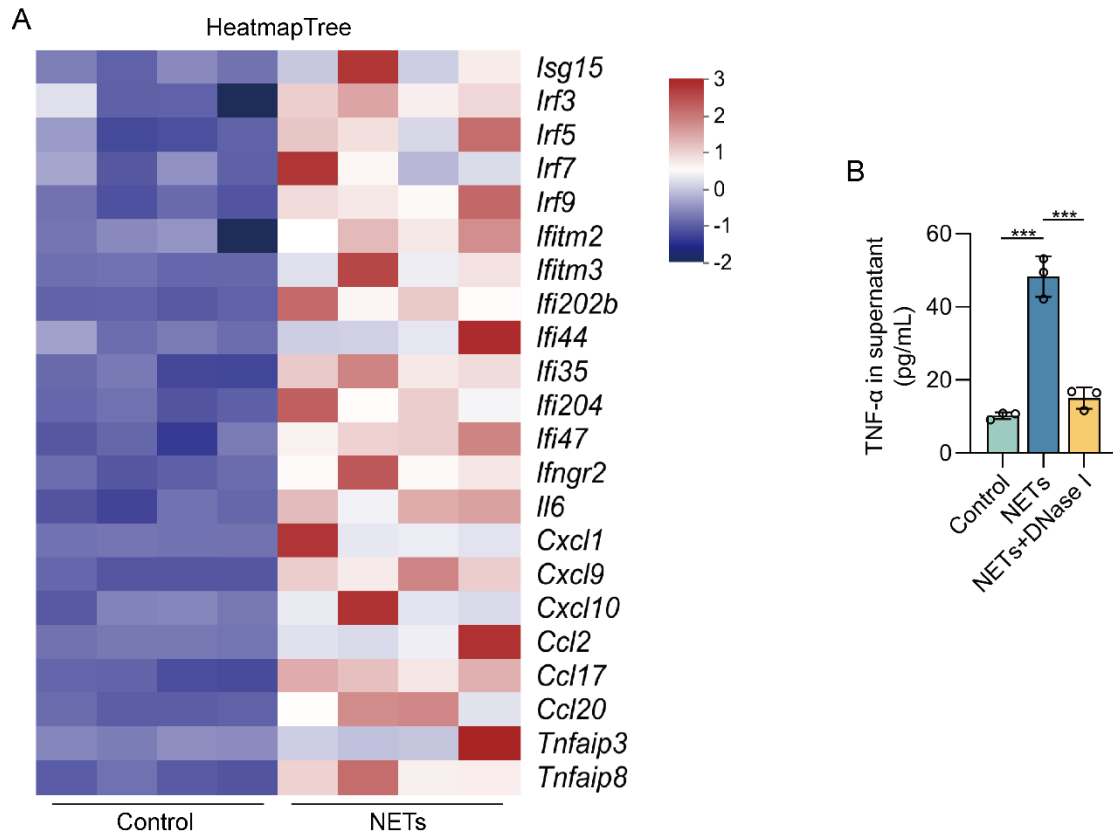 A
HeatmapTree
Isg15
Irf3
Irf5
Irf7
Irf9
Ifitm2
Ifitm3
Ifi202b
Ifi44
Ifi35
Ifi204
Ifi47
Ifngr2
Il6
Cxcl1
Cxcl9
Cxcl10
Ccl2
Ccl17
Ccl20
Tnfaip3
Tnfaip8
Control
NETs
3
2
1
0
-1
-2
B
TNF-α in supernatant
(pg/mL)
60
40
20
0
***
***
Control
NETs
NETs+DNase I